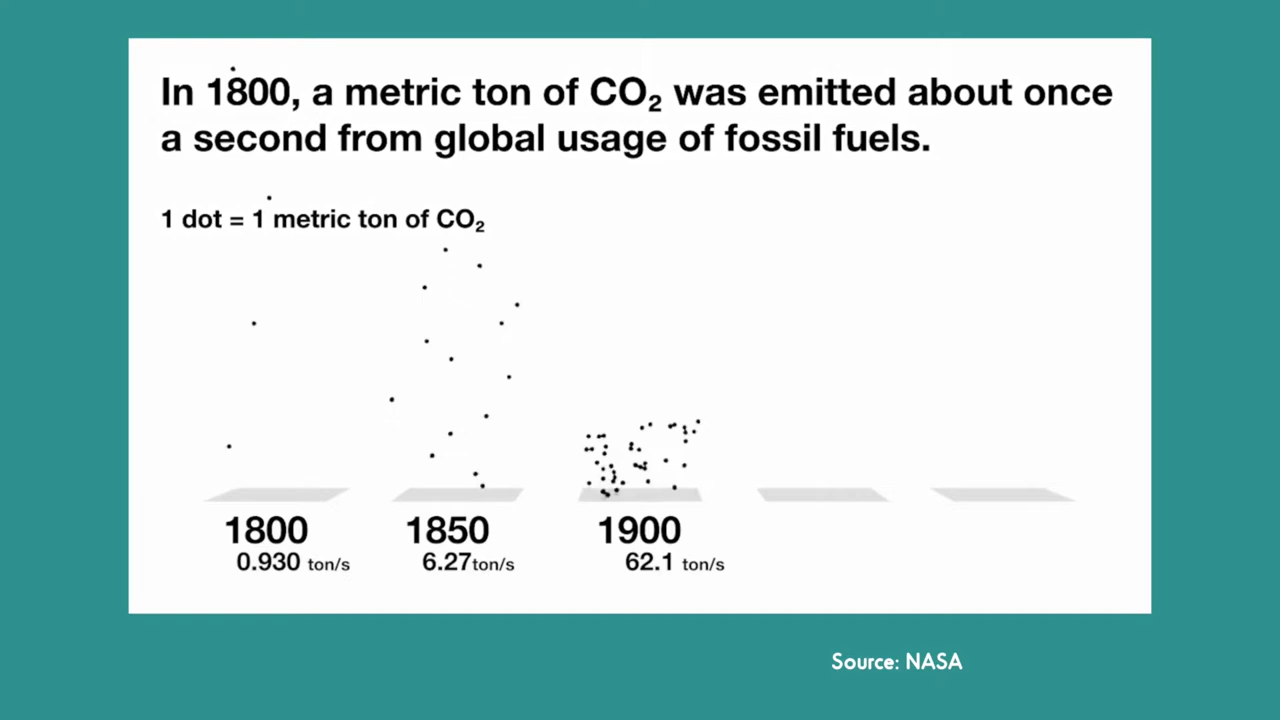 In 1800, a metric ton of CO₂ was emitted about once
a second from global usage of fossil fuels.
1 dot = 1 metric ton of CO₂
1800 1850 1900
0.930 ton/s 6.27ton/s 62.1 ton/s
Source: NASA